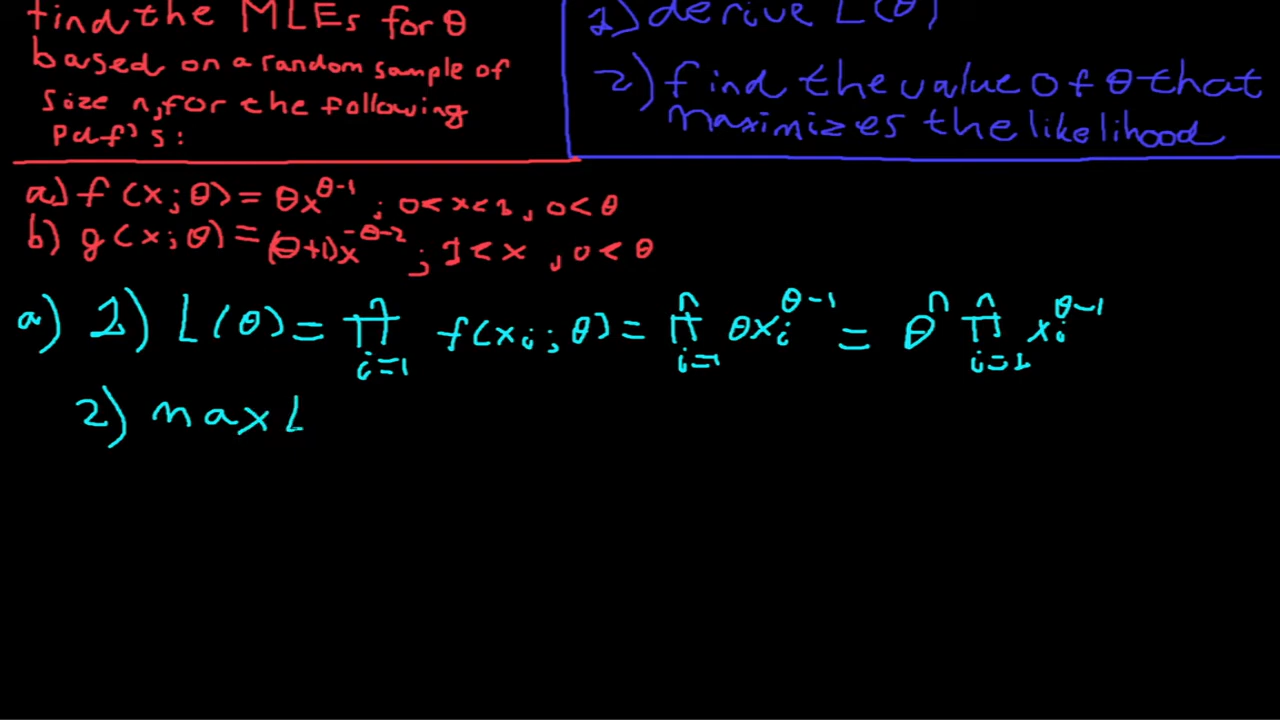 find the MLEs for θ
based on a random sample of
size n, for the following
pdf's:
1) derive L(θ)
2) find the value of θ that
maximizes the likelihood
a) f(x;θ) = θx^{θ-1} ; 0<x<1, 0<θ
b) g(x;θ) = (θ+1)x^{-θ-2} ; 1<x , 0<θ
a) 1) L(θ) = ∏_{i=1}^{n} f(x_i;θ) = ∏_{i=1}^{n} θx_i^{θ-1} = θ^n ∏_{i=1}^{n} x_i^{θ-1}
2) max L